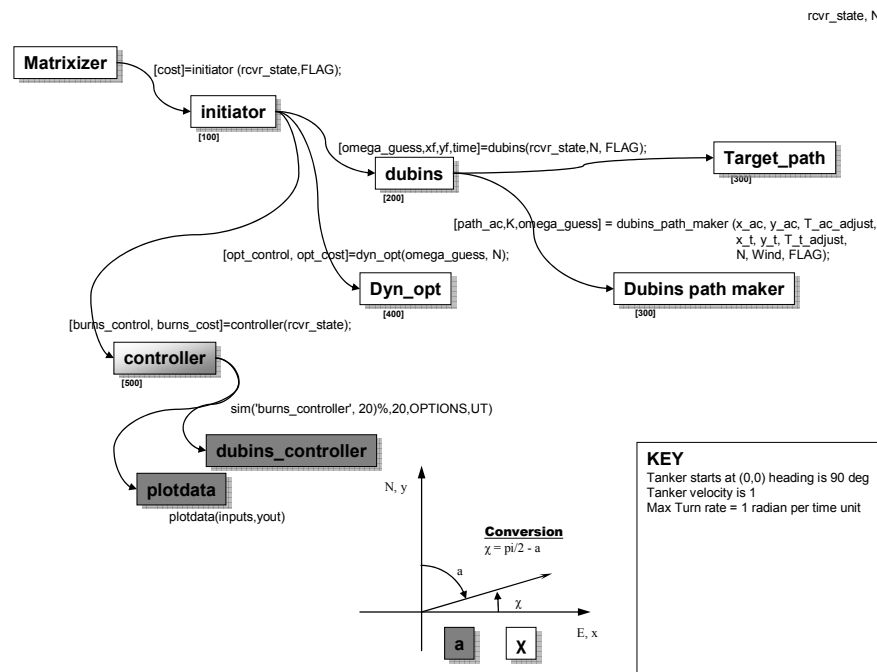 rcvr_state, N
Matrixizer
[cost]=initiator (rcvr_state,FLAG);
initiator
[100]
[omega_guess,xf,yf,time]=dubins(rcvr_state,N, FLAG);
dubins
[200]
Target_path
[300]
[path_ac,K,omega_guess] = dubins_path_maker (x_ac, y_ac, T_ac_adjust,
x_t, y_t, T_t_adjust,
N, Wind, FLAG);
[opt_control, opt_cost]=dyn_opt(omega_guess, N);
Dyn_opt
[400]
Dubins path maker
[300]
[burns_control, burns_cost]=controller(rcvr_state);
controller
[500]
sim('burns_controller', 20)%,20,OPTIONS,UT)
dubins_controller
plotdata
plotdata(inputs,yout)
N, y
Conversion
χ = pi/2 - a
a
χ
E, x
a
χ
KEY
Tanker starts at (0,0) heading is 90 deg
Tanker velocity is 1
Max Turn rate = 1 radian per time unit